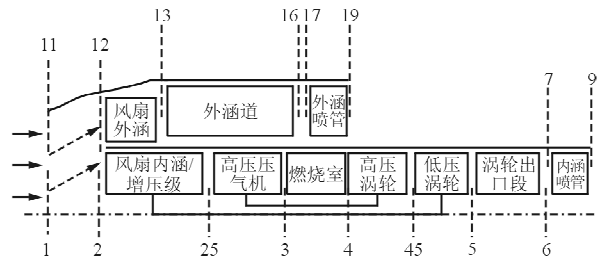 11
12
13
16
17
19
风扇
外涵
外涵道
外涵
喷管
7
9
风扇内涵/
增压级
高压压
气机
燃烧室
高压
涡轮
低压
涡轮
涡轮出
口段
内涵
喷管
1
2
25
3
4
45
5
6